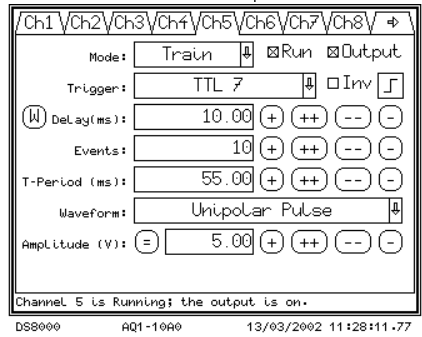 Ch1 Ch2 Ch3 Ch4 Ch5 Ch6 Ch7 Ch8 ⇨
Mode: Train ⇩ ☒Run ☒Output
Trigger: TTL 7 ⇩ ☐Inv
W Delay(ms): 10.00 + ++ -- -
Events: 10 + ++ -- -
T-Period (ms): 55.00 + ++ -- -
Waveform: Unipolar Pulse ⇩
Amplitude (V): = 5.00 + ++ -- -
Channel 5 is Running; the output is on.
DS8000 AQ1-10A0 13/03/2002 11:28:11.77